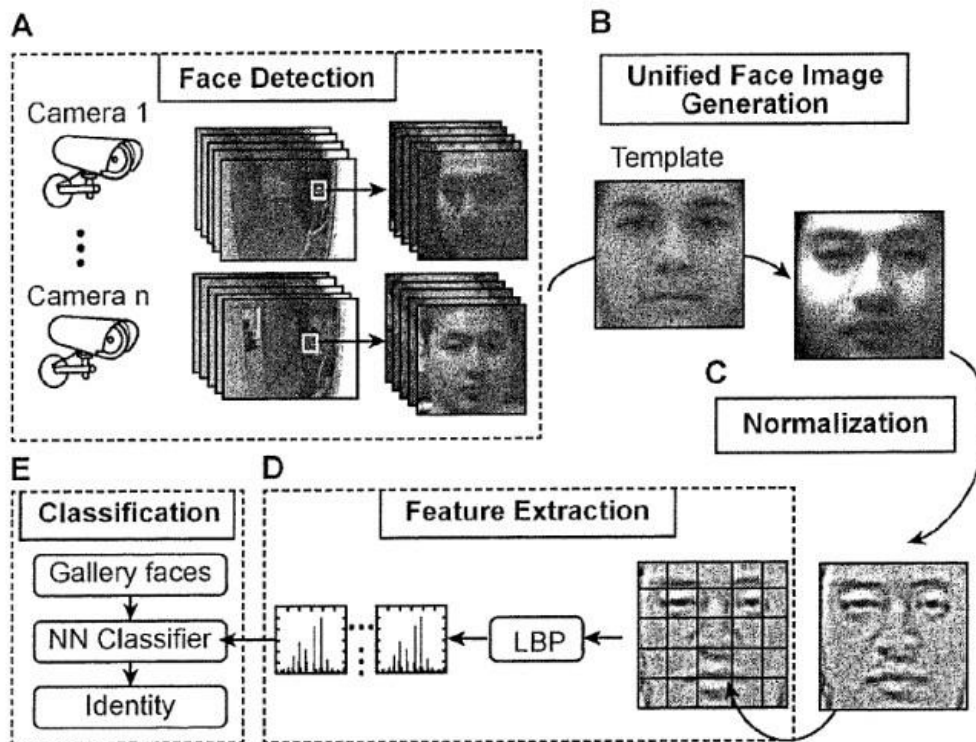 A
Face Detection
Camera 1
Camera n
B
Unified Face Image
Generation
Template
C
Normalization
D
Feature Extraction
LBP
E
Classification
Gallery faces
NN Classifier
Identity